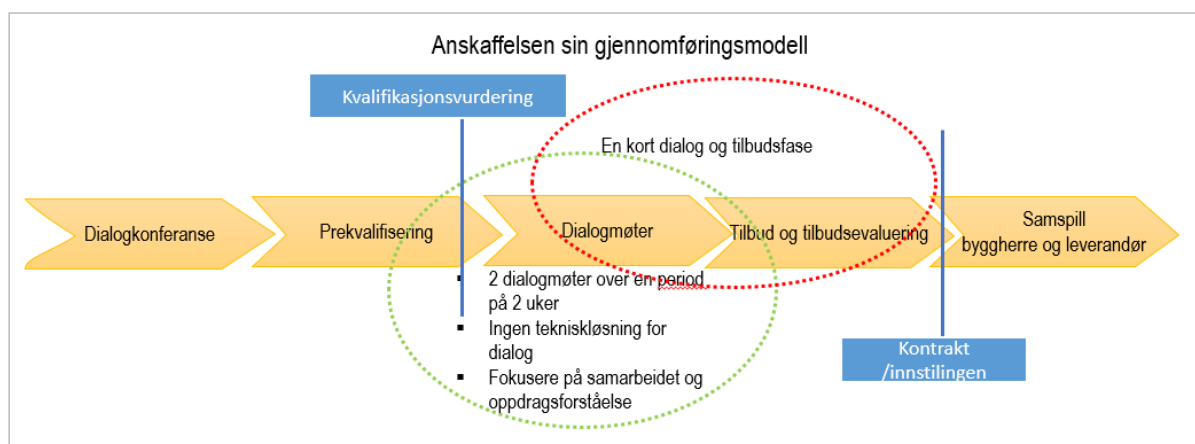 Anskaffelsen sin gjennomføringsmodell
Kvalifikasjonsvurdering
En kort dialog og tilbudsfase
Dialogkonferanse
Prekvalifisering
Dialogmøter
Tilbud og tilbudsevaluering
Samspill
byggherre og leverandør
▪ 2 dialogmøter over en period
på 2 uker
▪ Ingen tekniskløsning for
dialog
▪ Fokusere på samarbeidet og
oppdragsforståelse
Kontrakt
/innstilingen